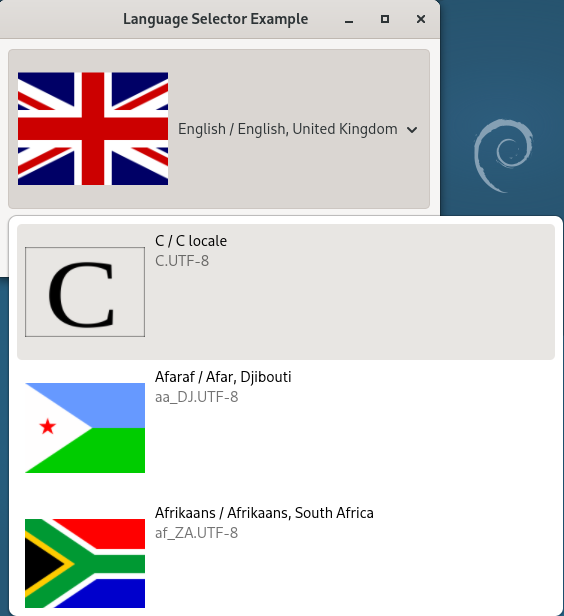 Language Selector Example
English / English, United Kingdom
C / C locale
C.UTF-8
C
Afaraf / Afar, Djibouti
aa_DJ.UTF-8
Afrikaans / Afrikaans, South Africa
af_ZA.UTF-8